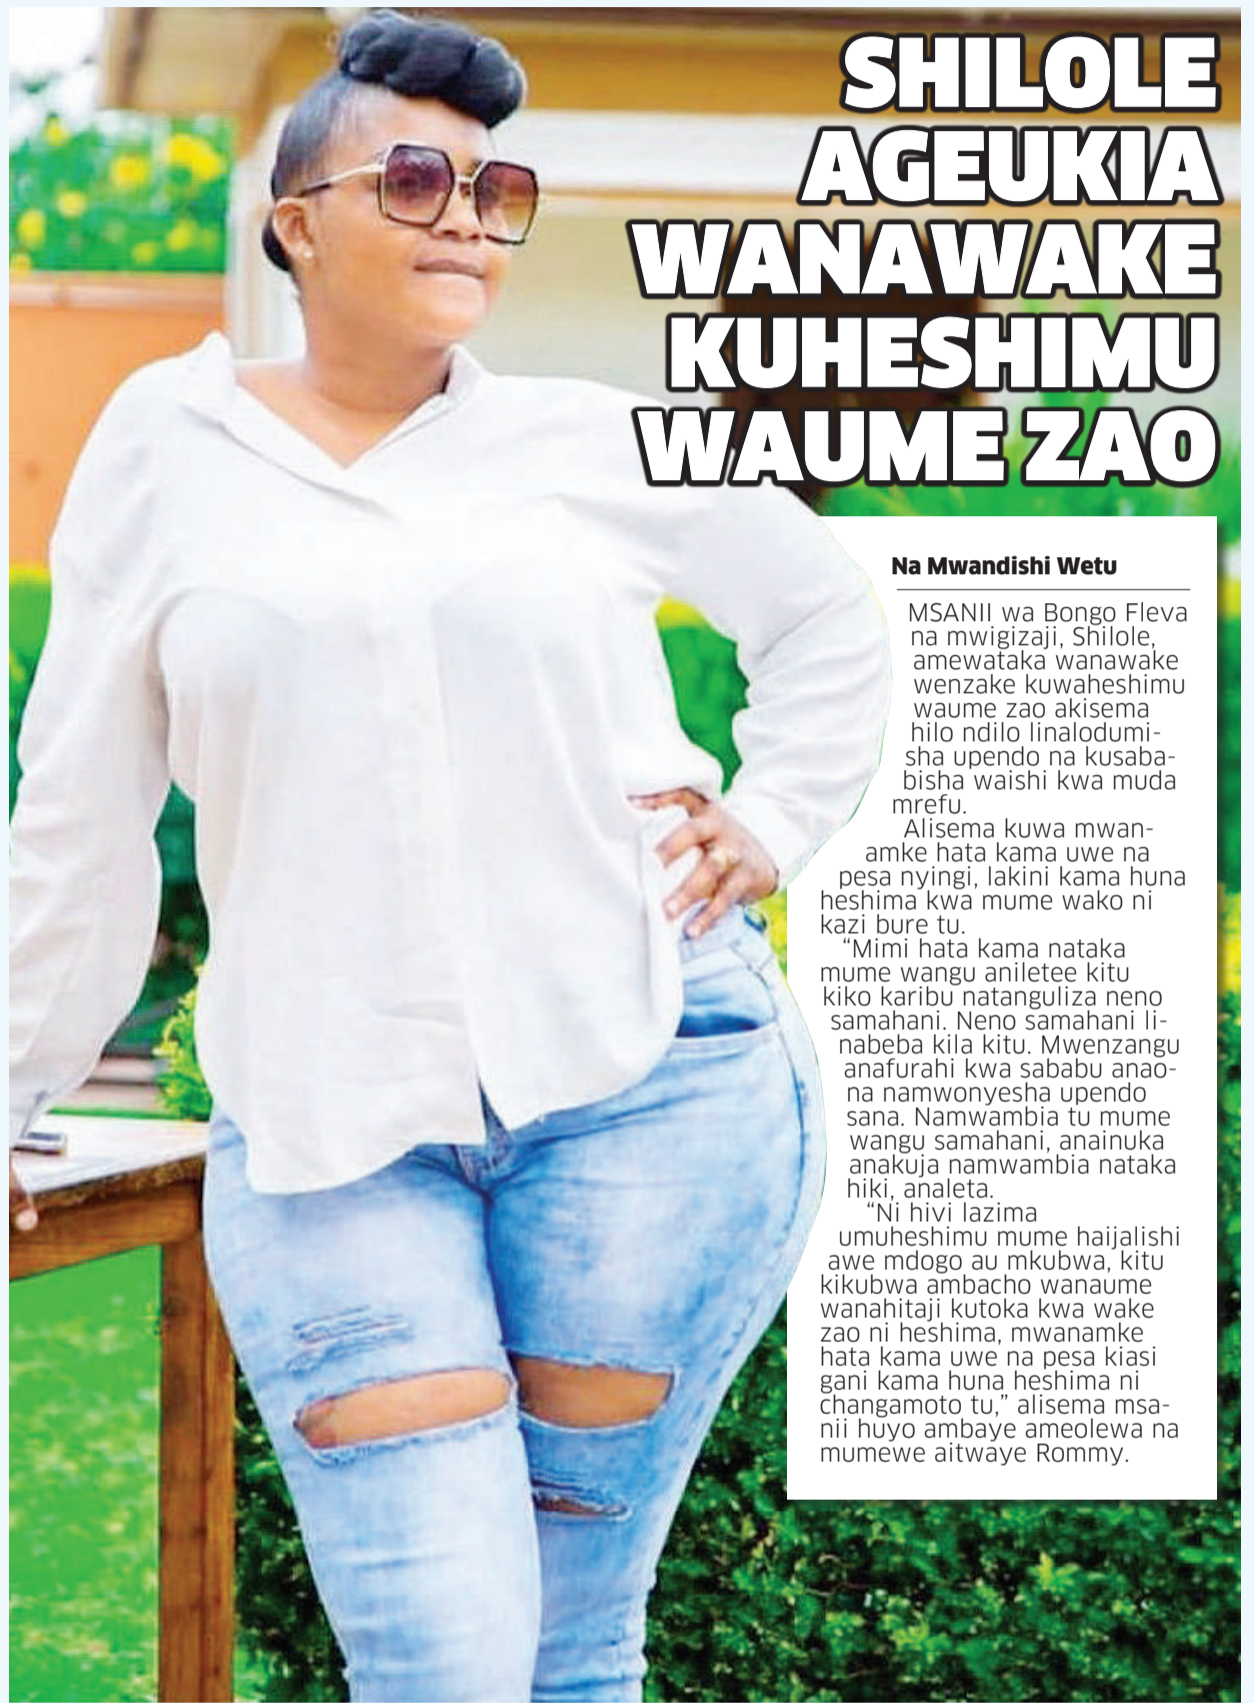 SHILOLE
AGEUKIA
WANAWAKE
KUHESHIMU
WAUME ZAO
Na Mwandishi Wetu
MSANII wa Bongo Fleva
na mwigizaji, Shilole,
amewataka wanawake
wenzake kuwaheshimu
waume zao akisema
hilo ndilo linalodumi-
sha upendo na kusaba-
bisha waishi kwa muda
mrefu.
Alisema kuwa mwan-
amke hata kama uwe na
pesa nyingi, lakini kama huna
heshima kwa mume wako ni
kazi bure tu.
“Mimi hata kama nataka
mume wangu aniletee kitu
kiko karibu natanguliza neno
samahani. Neno samahani li-
nabeba kila kitu. Mwenzangu
anafurahi kwa sababu anao-
na namwonyesha upendo
sana. Namwambia tu mume
wangu samahani, anainuka
anakuja namwambia nataka
hiki, analeta.
“Ni hivi lazima
umuheshimu mume haijalishi
awe mdogo au mkubwa, kitu
kikubwa ambacho wanaume
wanahitaji kutoka kwa wake
zao ni heshima, mwanamke
hata kama uwe na pesa kiasi
gani kama huna heshima ni
changamoto tu,” alisema msa-
nii huyo ambaye ameolewa na
mumewe aitwaye Rommy.